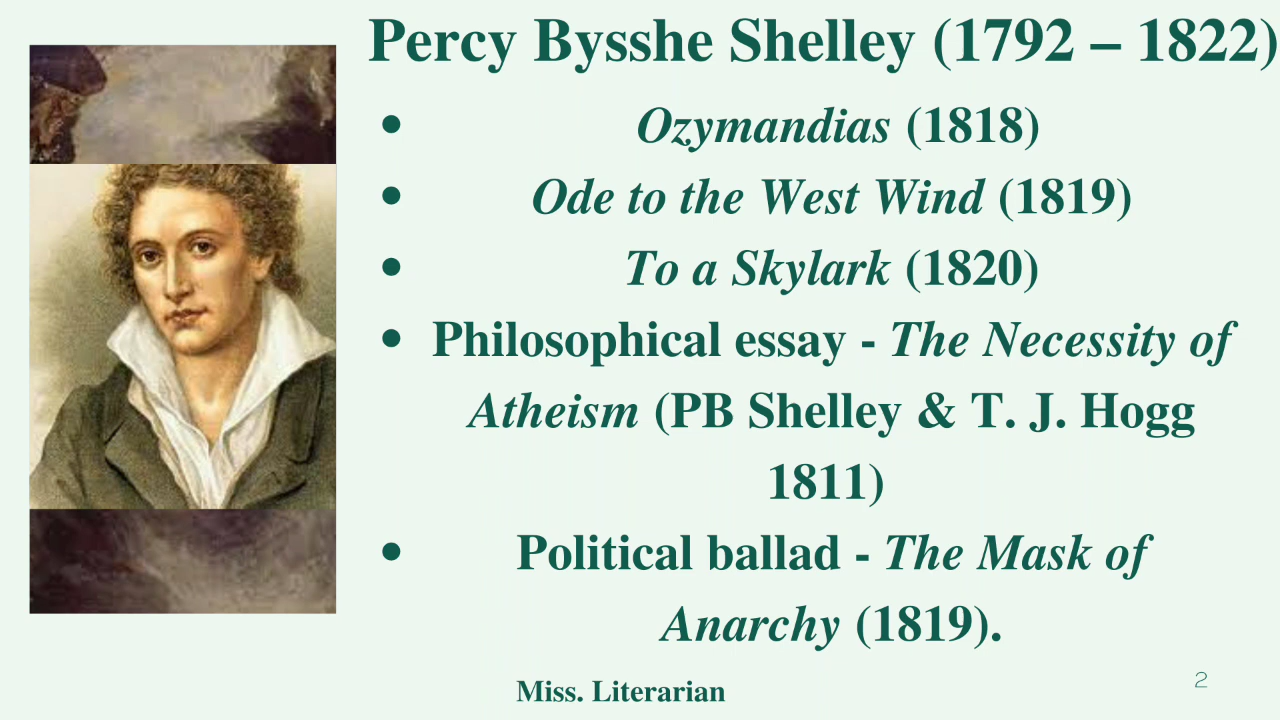 Percy Bysshe Shelley (1792 – 1822)
• Ozymandias (1818)
• Ode to the West Wind (1819)
• To a Skylark (1820)
• Philosophical essay - The Necessity of
Atheism (PB Shelley & T. J. Hogg
1811)
• Political ballad - The Mask of
Anarchy (1819).
Miss. Literarian
2